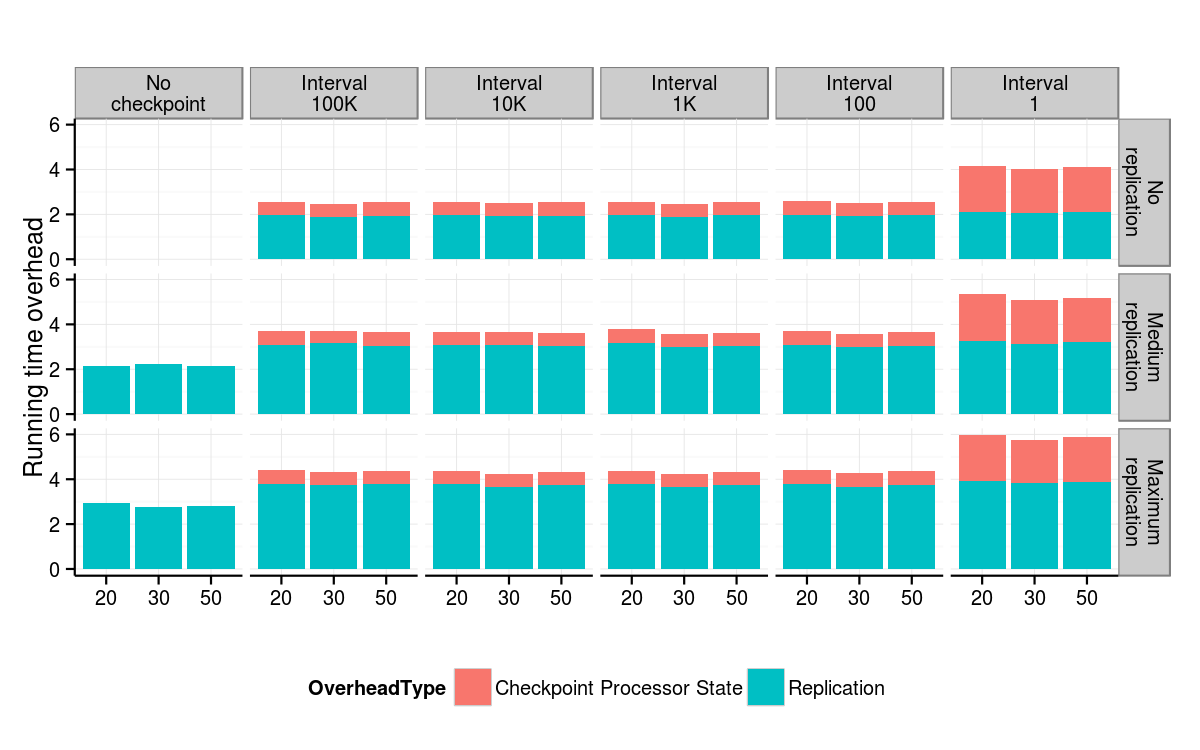 No
checkpoint
Interval
100K
Interval
10K
Interval
1K
Interval
100
Interval
1
Running time overhead
6
4
2
0
No
replication
6
4
2
0
Medium
replication
6
4
2
0
Maximum
replication
20 30 50 20 30 50 20 30 50 20 30 50 20 30 50 20 30 50
OverheadType Checkpoint Processor State Replication